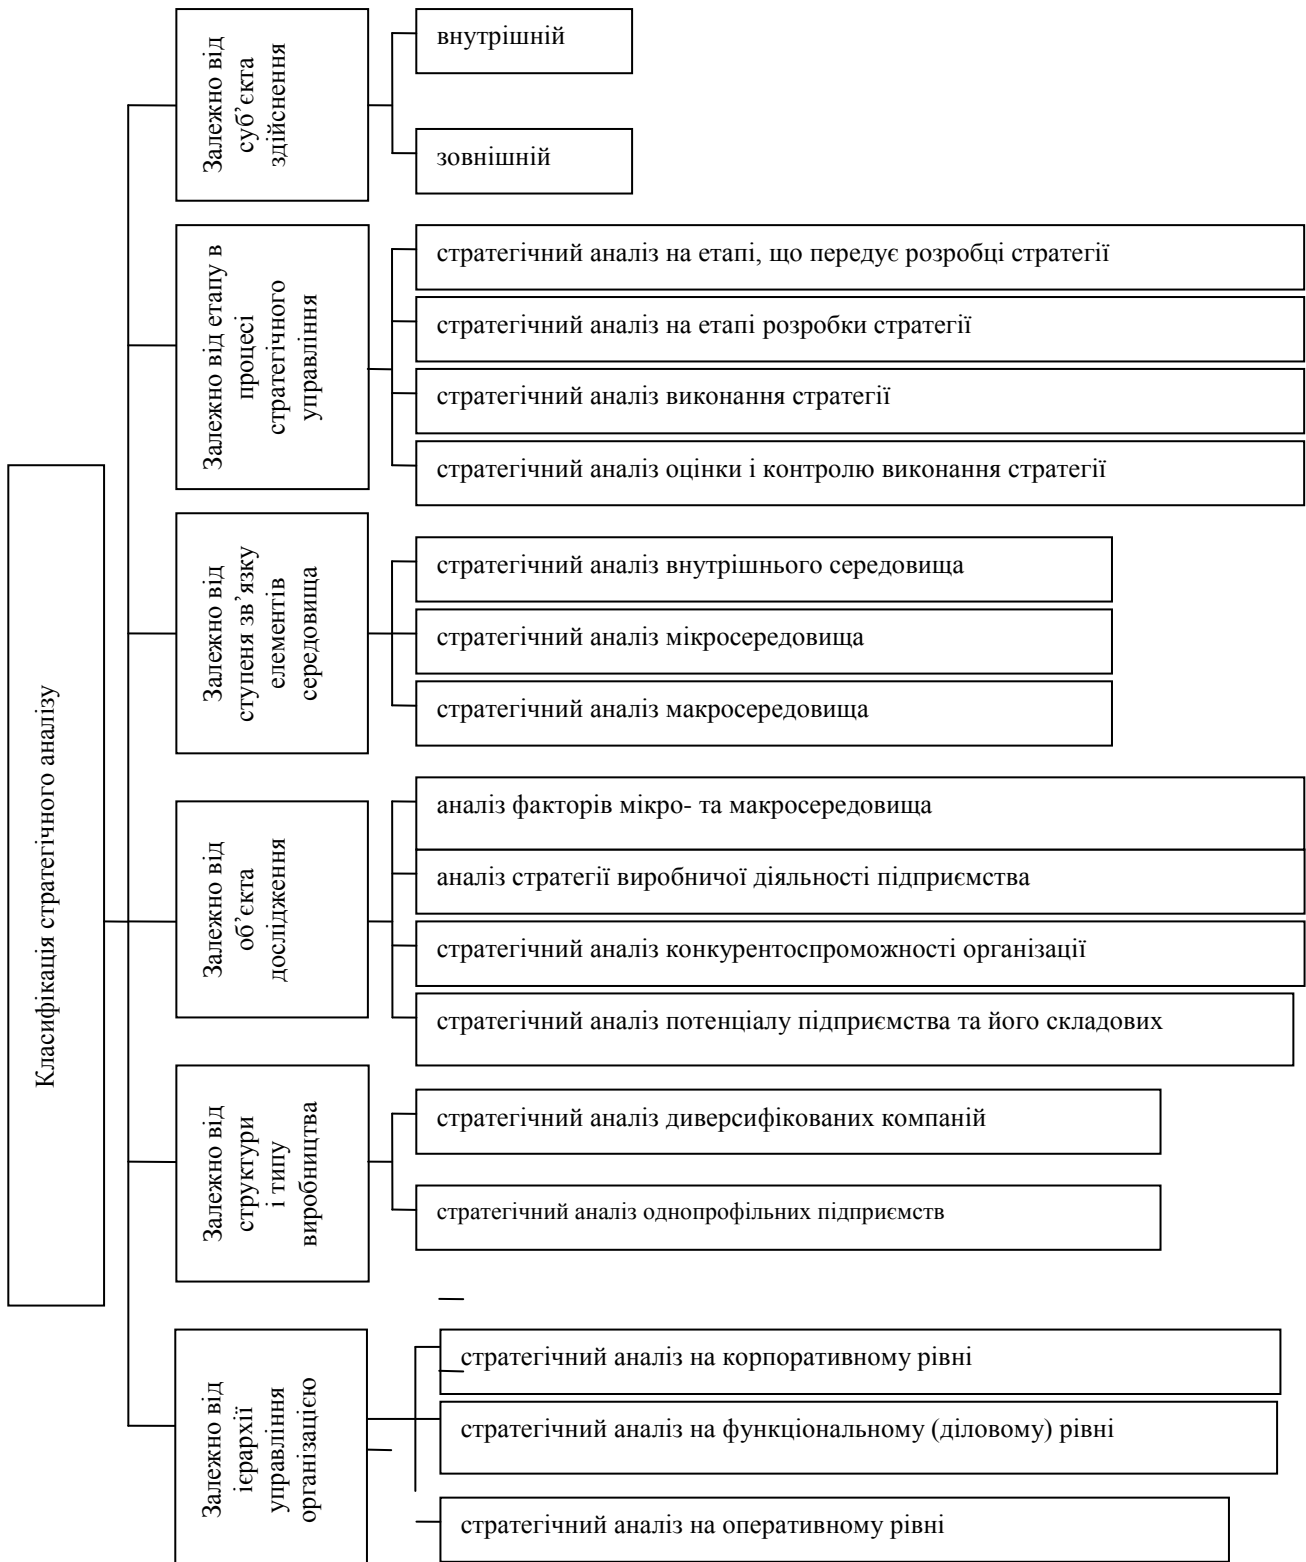 Класифікація стратегічного аналізу
Залежно від
суб’єкта
здійснення
внутрішній
зовнішній
Залежно від етапу в
процесі
стратегічного
управління
стратегічний аналіз на етапі, що передує розробці стратегії
стратегічний аналіз на етапі розробки стратегії
стратегічний аналіз виконання стратегії
стратегічний аналіз оцінки і контролю виконання стратегії
Залежно від
ступеня зв’язку
елементів
середовища
стратегічний аналіз внутрішнього середовища
стратегічний аналіз мікросередовища
стратегічний аналіз макросередовища
Залежно від
об’єкта
дослідження
аналіз факторів мікро- та макросередовища
аналіз стратегії виробничої діяльності підприємства
стратегічний аналіз конкурентоспроможності організації
стратегічний аналіз потенціалу підприємства та його складових
Залежно від
структури
і типу
виробництва
стратегічний аналіз диверсифікованих компаній
стратегічний аналіз однопрофільних підприємств
Залежно від
ієрархії
управління
організацією
стратегічний аналіз на корпоративному рівні
стратегічний аналіз на функціональному (діловому) рівні
стратегічний аналіз на оперативному рівні